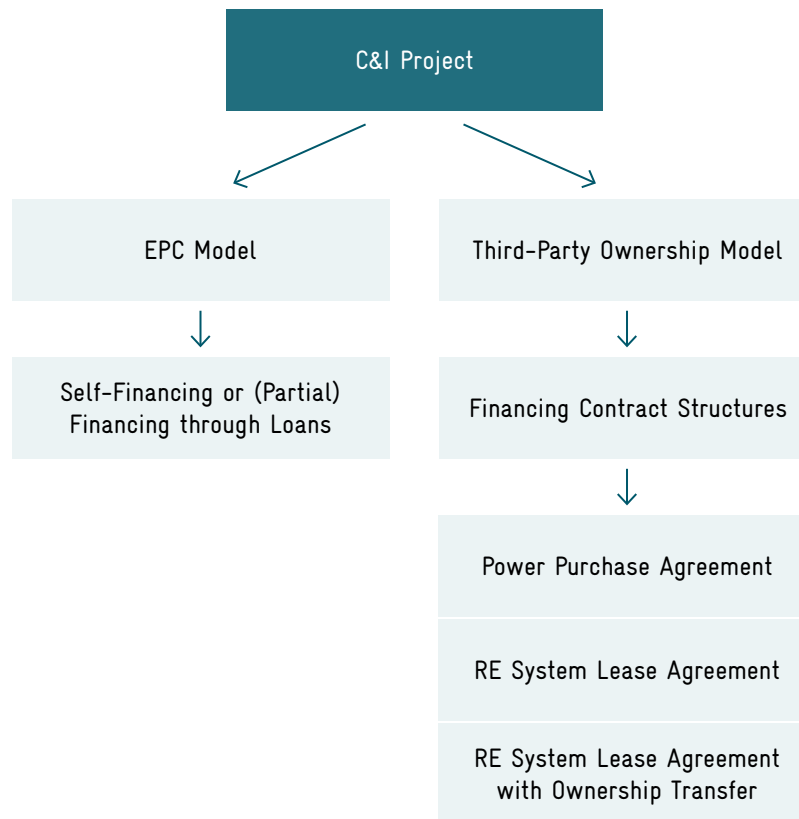 C&I Project
EPC Model
Third-Party Ownership Model
Self-Financing or (Partial)
Financing through Loans
Financing Contract Structures
Power Purchase Agreement
RE System Lease Agreement
RE System Lease Agreement
with Ownership Transfer